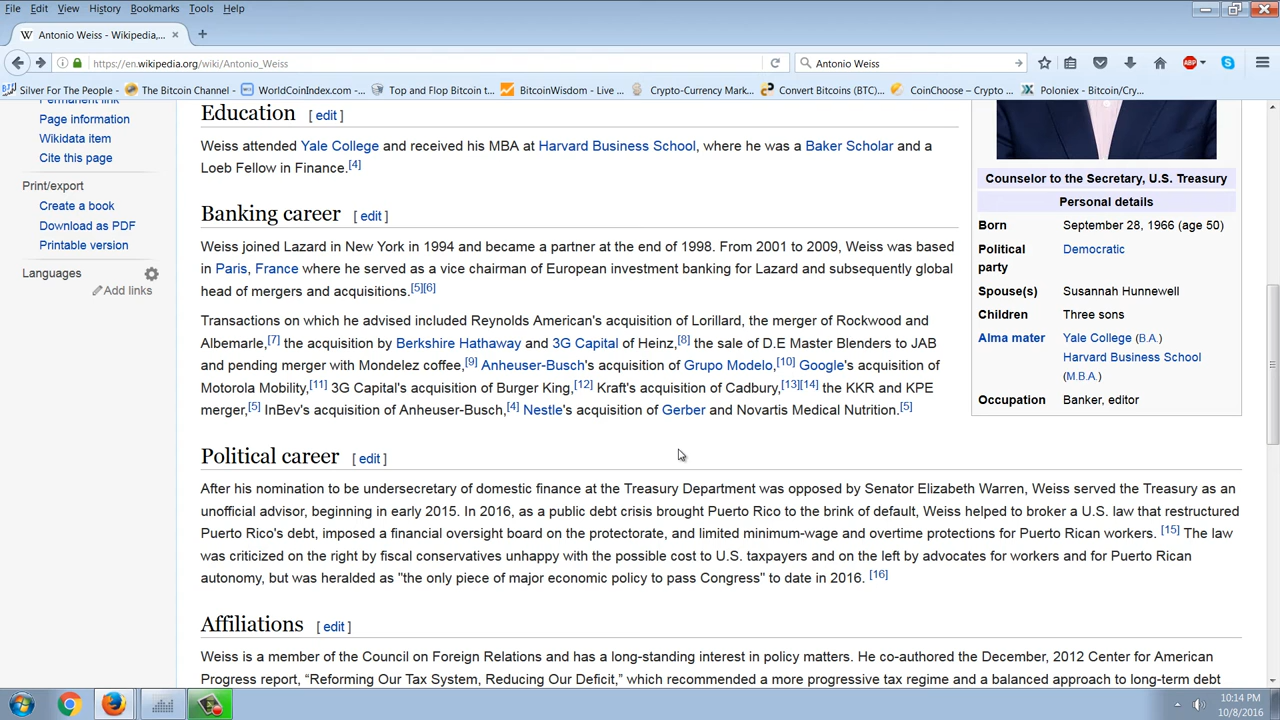 File Edit View History Bookmarks Tools Help
W Antonio Weiss - Wikipedia,... × +
https://en.wikipedia.org/wiki/Antonio_Weiss
Antonio Weiss
ABP
Silver For The People - ... The Bitcoin Channel - ... WorldCoinIndex.com -... Top and Flop Bitcoin t... BitcoinWisdom - Live ... Crypto-Currency Mark... Convert Bitcoins (BTC)... CoinChoose – Crypto ... Poloniex - Bitcoin/Cry...
Permanent link
Page information
Wikidata item
Cite this page
Print/export
Create a book
Download as PDF
Printable version
Languages
Add links
Education [ edit ]
Weiss attended Yale College and received his MBA at Harvard Business School, where he was a Baker Scholar and a
Loeb Fellow in Finance.[4]
Banking career [ edit ]
Weiss joined Lazard in New York in 1994 and became a partner at the end of 1998. From 2001 to 2009, Weiss was based
in Paris, France where he served as a vice chairman of European investment banking for Lazard and subsequently global
head of mergers and acquisitions.[5][6]
Transactions on which he advised included Reynolds American's acquisition of Lorillard, the merger of Rockwood and
Albemarle,[7] the acquisition by Berkshire Hathaway and 3G Capital of Heinz,[8] the sale of D.E Master Blenders to JAB
and pending merger with Mondelez coffee,[9] Anheuser-Busch's acquisition of Grupo Modelo,[10] Google's acquisition of
Motorola Mobility,[11] 3G Capital's acquisition of Burger King,[12] Kraft's acquisition of Cadbury,[13][14] the KKR and KPE
merger,[5] InBev's acquisition of Anheuser-Busch,[4] Nestle's acquisition of Gerber and Novartis Medical Nutrition.[5]
Counselor to the Secretary, U.S. Treasury
Personal details
Born September 28, 1966 (age 50)
Political party Democratic
Spouse(s) Susannah Hunnewell
Children Three sons
Alma mater Yale College (B.A.)
Harvard Business School
(M.B.A.)
Occupation Banker, editor
Political career [ edit ]
After his nomination to be undersecretary of domestic finance at the Treasury Department was opposed by Senator Elizabeth Warren, Weiss served the Treasury as an
unofficial advisor, beginning in early 2015. In 2016, as a public debt crisis brought Puerto Rico to the brink of default, Weiss helped to broker a U.S. law that restructured
Puerto Rico's debt, imposed a financial oversight board on the protectorate, and limited minimum-wage and overtime protections for Puerto Rican workers. [15] The law
was criticized on the right by fiscal conservatives unhappy with the possible cost to U.S. taxpayers and on the left by advocates for workers and for Puerto Rican
autonomy, but was heralded as "the only piece of major economic policy to pass Congress" to date in 2016. [16]
Affiliations [ edit ]
Weiss is a member of the Council on Foreign Relations and has a long-standing interest in policy matters. He co-authored the December, 2012 Center for American
Progress report, “Reforming Our Tax System, Reducing Our Deficit,” which recommended a more progressive tax regime and a balanced approach to long-term debt
10:14 PM
10/8/2016